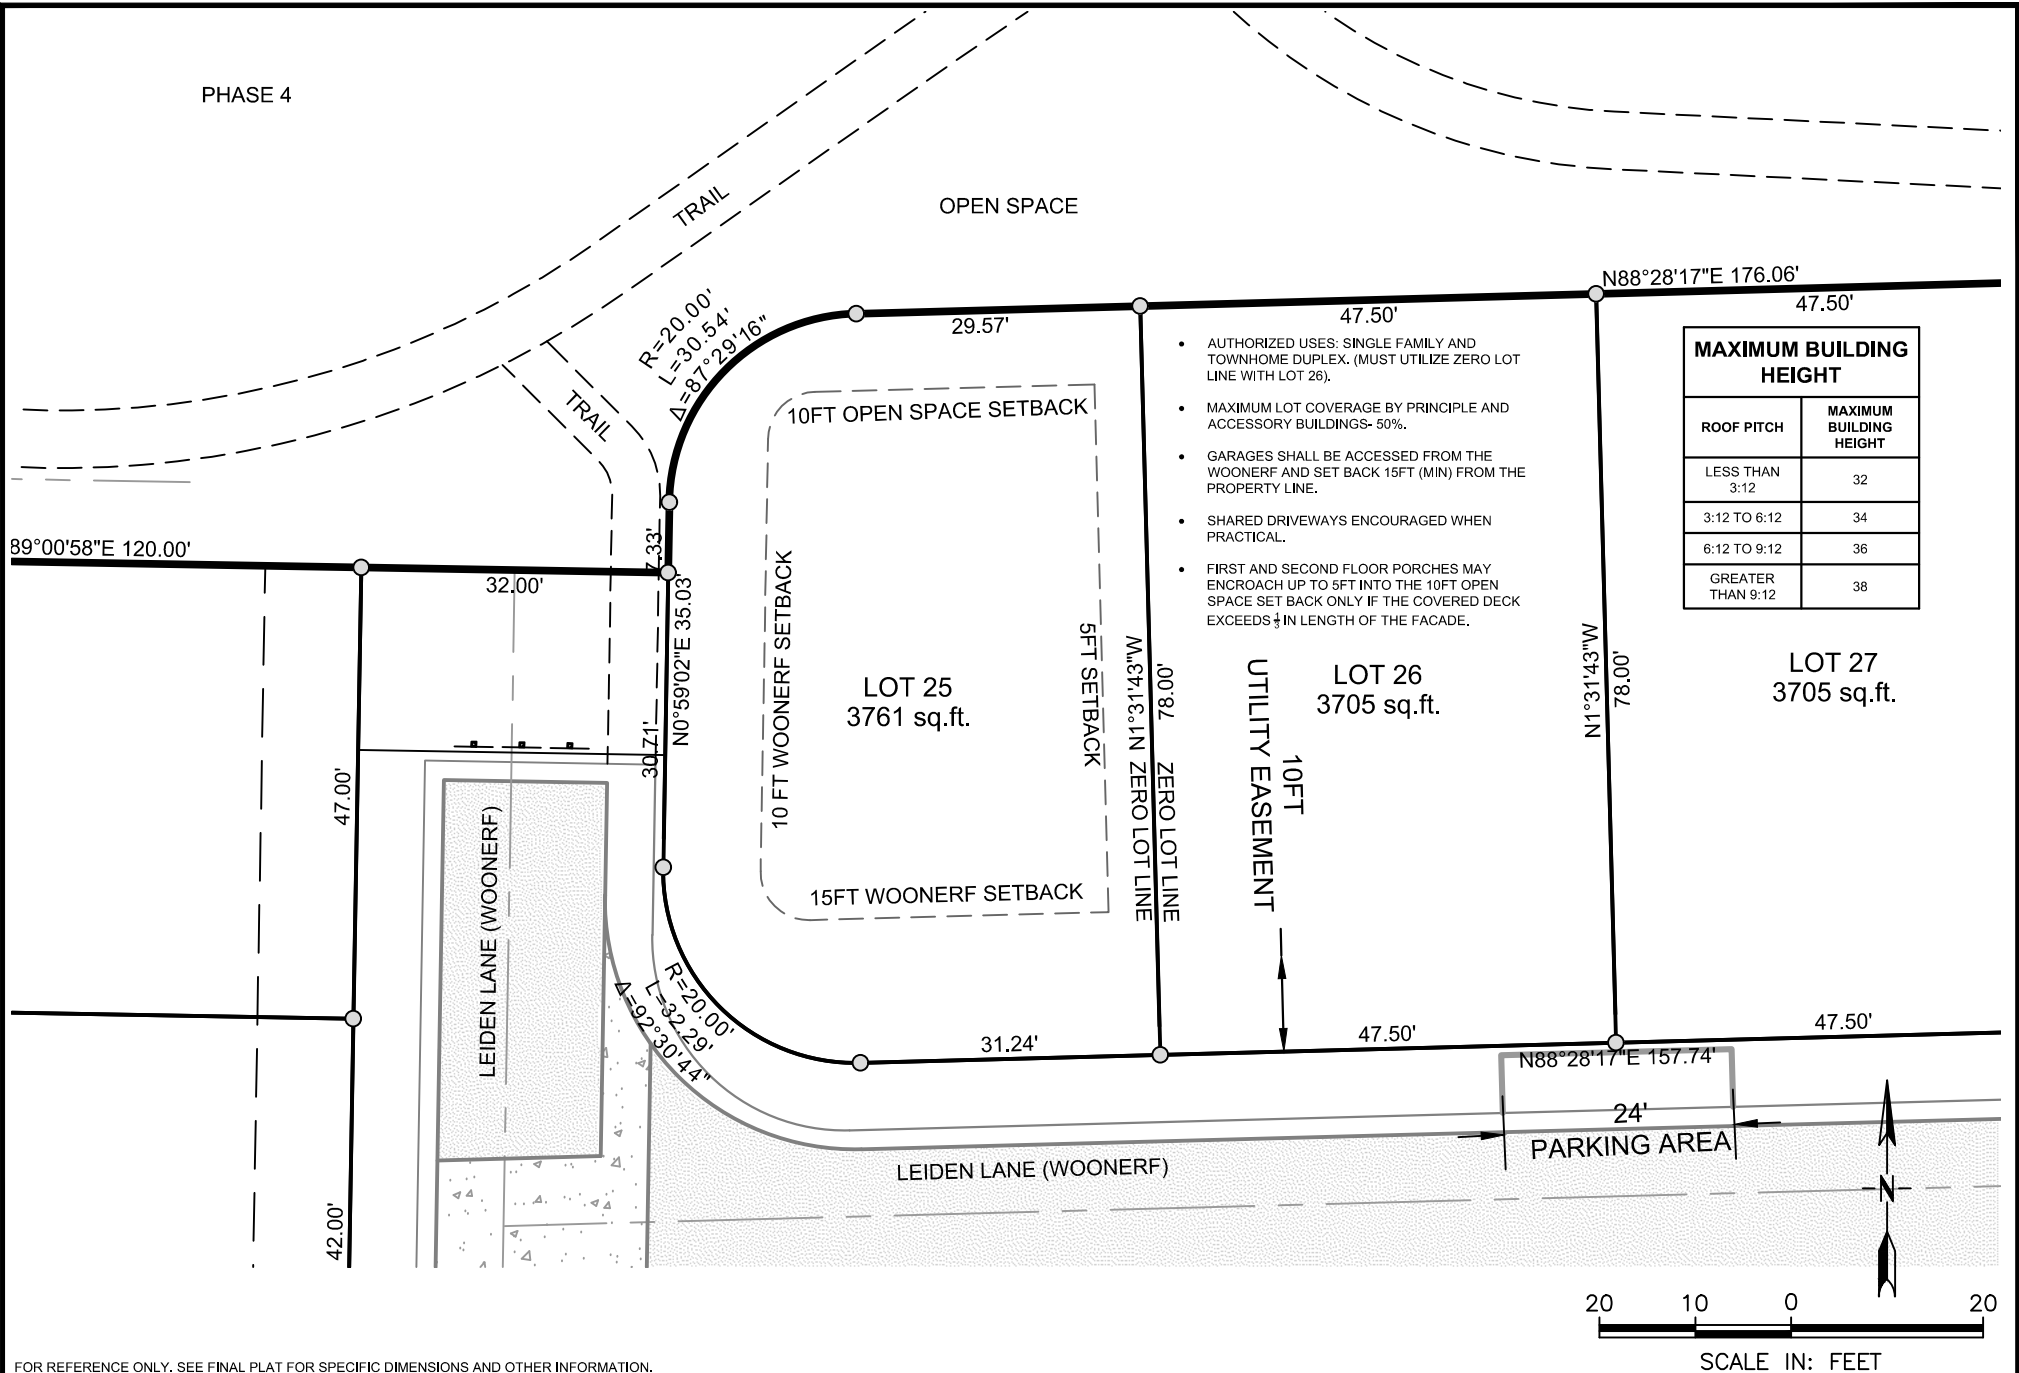 PHASE 4
TRAIL
OPEN SPACE
N88°28'17"E 176.06'
R=20.00'
L=30.54'
Δ=87°29'16"
29.57'
47.50'
47.50'
TRAIL
10FT OPEN SPACE SETBACK
• AUTHORIZED USES: SINGLE FAMILY AND
TOWNHOME DUPLEX. (MUST UTILIZE ZERO LOT
LINE WITH LOT 26).
• MAXIMUM LOT COVERAGE BY PRINCIPLE AND
ACCESSORY BUILDINGS- 50%.
• GARAGES SHALL BE ACCESSED FROM THE
WOONERF AND SET BACK 15FT (MIN) FROM THE
PROPERTY LINE.
• SHARED DRIVEWAYS ENCOURAGED WHEN
PRACTICAL.
• FIRST AND SECOND FLOOR PORCHES MAY
ENCROACH UP TO 5FT INTO THE 10FT OPEN
SPACE SET BACK ONLY IF THE COVERED DECK
EXCEEDS 1/3 IN LENGTH OF THE FACADE.
MAXIMUM BUILDING
HEIGHT
ROOF PITCH
MAXIMUM
BUILDING
HEIGHT
LESS THAN
3:12
32
3:12 TO 6:12
34
6:12 TO 9:12
36
GREATER
THAN 9:12
38
89°00'58"E 120.00'
32.00'
7.33'
N0°59'02"E 35.03'
30.71'
10 FT WOONERF SETBACK
LOT 25
3761 sq.ft.
5FT SETBACK
N1°31'43"W
78.00'
ZERO LOT LINE
ZERO LOT LINE
10FT
UTILITY EASEMENT
LOT 26
3705 sq.ft.
N1°31'43"W
78.00'
LOT 27
3705 sq.ft.
47.00'
LEIDEN LANE (WOONERF)
15FT WOONERF SETBACK
R=20.00'
L=32.29'
Δ=92°30'44"
31.24'
47.50'
47.50'
N88°28'17"E 157.74'
24'
PARKING AREA
LEIDEN LANE (WOONERF)
42.00'
N
20 10 0 20
SCALE IN: FEET
FOR REFERENCE ONLY. SEE FINAL PLAT FOR SPECIFIC DIMENSIONS AND OTHER INFORMATION.